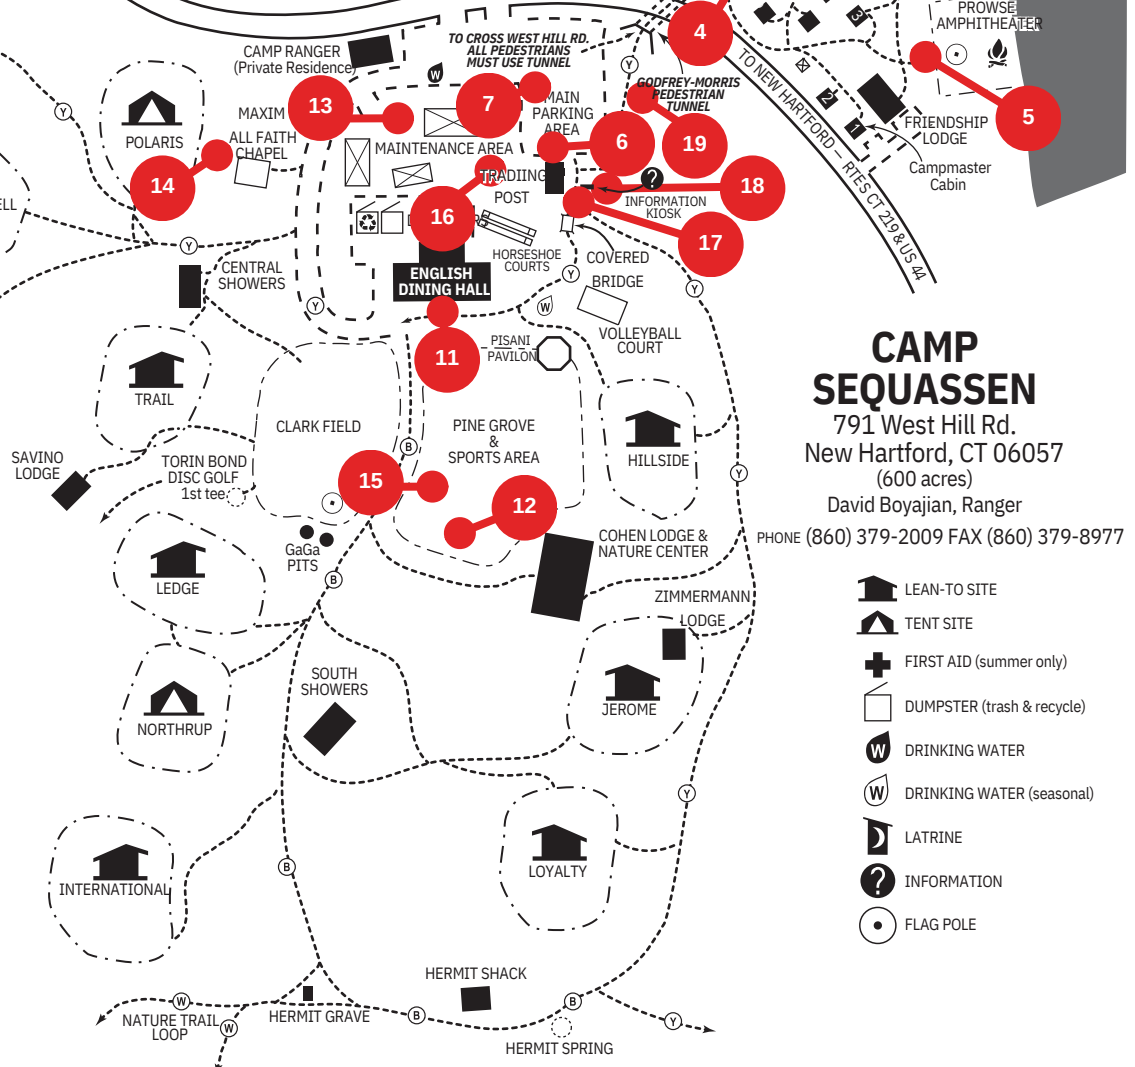 PROWSE
AMPHITHEATER
4
3
TO CROSS WEST HILL RD.
ALL PEDESTRIANS
MUST USE TUNNEL
CAMP RANGER
(Private Residence)
W
Y
GODFREY-MORRIS
PEDESTRIAN
TUNNEL
TO NEW HARTFORD — RTES CT 219 & US 44
2
1
FRIENDSHIP
LODGE
5
Campmaster
Cabin
Y
13
MAXIM
7
MAIN
PARKING
AREA
6
19
POLARIS
ALL FAITH
CHAPEL
MAINTENANCE AREA
14
TRADING
POST
?
INFORMATION
KIOSK
18
16
17
ELL
Y
HORSESHOE
COURTS
COVERED
BRIDGE
ENGLISH
DINING HALL
CENTRAL
SHOWERS
Y
Y
Y
W
VOLLEYBALL
COURT
11
PISANI
PAVILON
CAMP
SEQUASSEN
791 West Hill Rd.
New Hartford, CT 06057
(600 acres)
David Boyajian, Ranger
PHONE (860) 379-2009 FAX (860) 379-8977
TRAIL
CLARK FIELD
PINE GROVE
&
SPORTS AREA
B
HILLSIDE
Y
SAVINO
LODGE
TORIN BOND
DISC GOLF
1st tee
15
12
GaGa
PITS
COHEN LODGE &
NATURE CENTER
LEDGE
B
ZIMMERMANN
LODGE
LEAN-TO SITE
TENT SITE
FIRST AID (summer only)
DUMPSTER (trash & recycle)
W
DRINKING WATER
W
DRINKING WATER (seasonal)
LATRINE
?
INFORMATION
FLAG POLE
SOUTH
SHOWERS
JEROME
NORTHRUP
Y
INTERNATIONAL
B
LOYALTY
HERMIT SHACK
W
NATURE TRAIL
LOOP
W
HERMIT GRAVE
B
B
Y
HERMIT SPRING